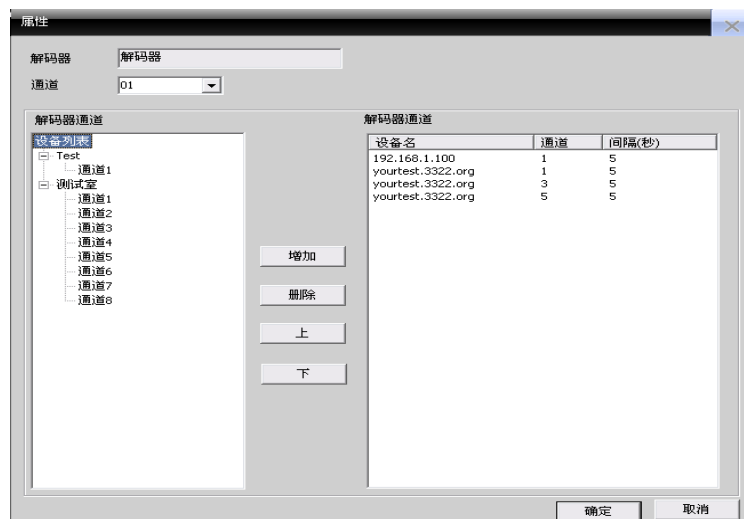 属性
解码器 解码器
通道 01
解码器通道
设备列表
Test
通道1
测试室
通道1
通道2
通道3
通道4
通道5
通道6
通道7
通道8
增加
删除
上
下
解码器通道
设备名 通道 间隔(秒)
192.168.1.100 1 5
yourtest.3322.org 1 5
yourtest.3322.org 3 5
yourtest.3322.org 5 5
确定 取消